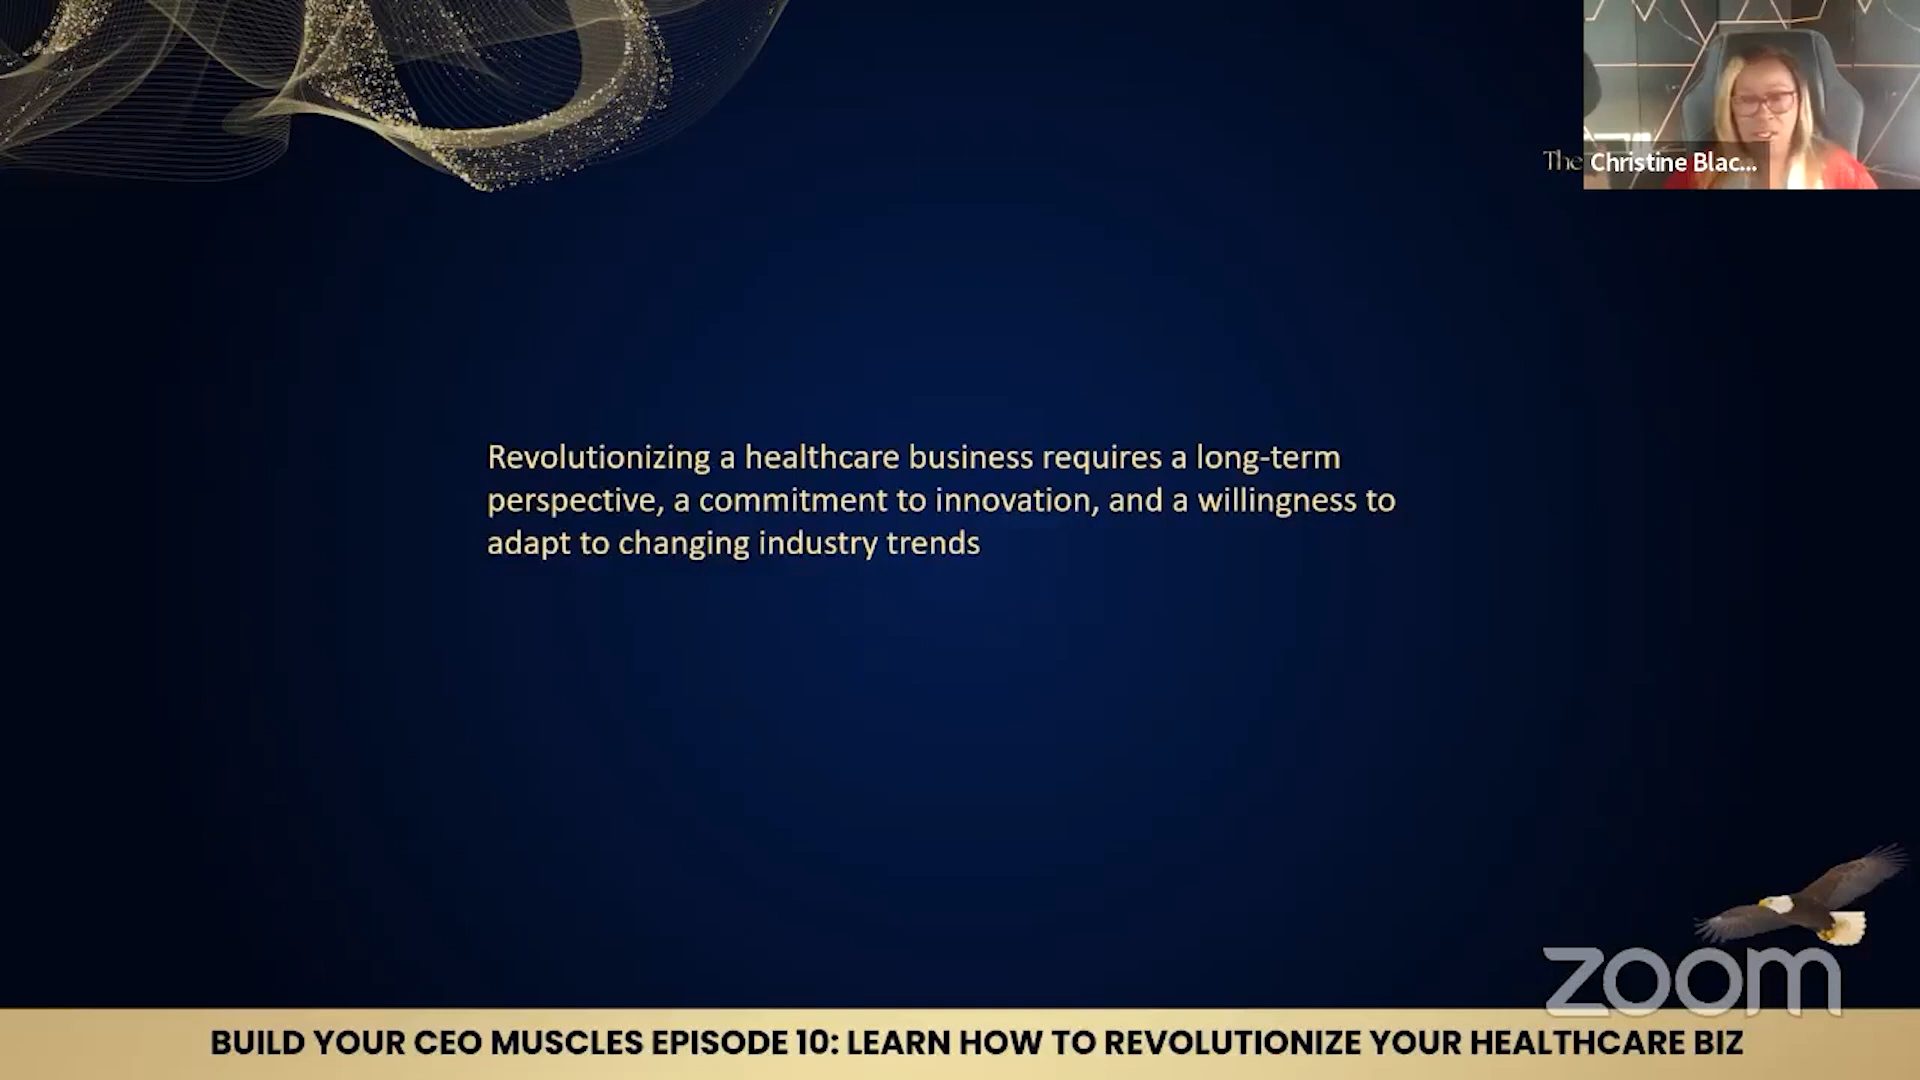 The
Christine Blac...
Revolutionizing a healthcare business requires a long-term
perspective, a commitment to innovation, and a willingness to
adapt to changing industry trends
zoom
BUILD YOUR CEO MUSCLES EPISODE 10: LEARN HOW TO REVOLUTIONIZE YOUR HEALTHCARE BIZ